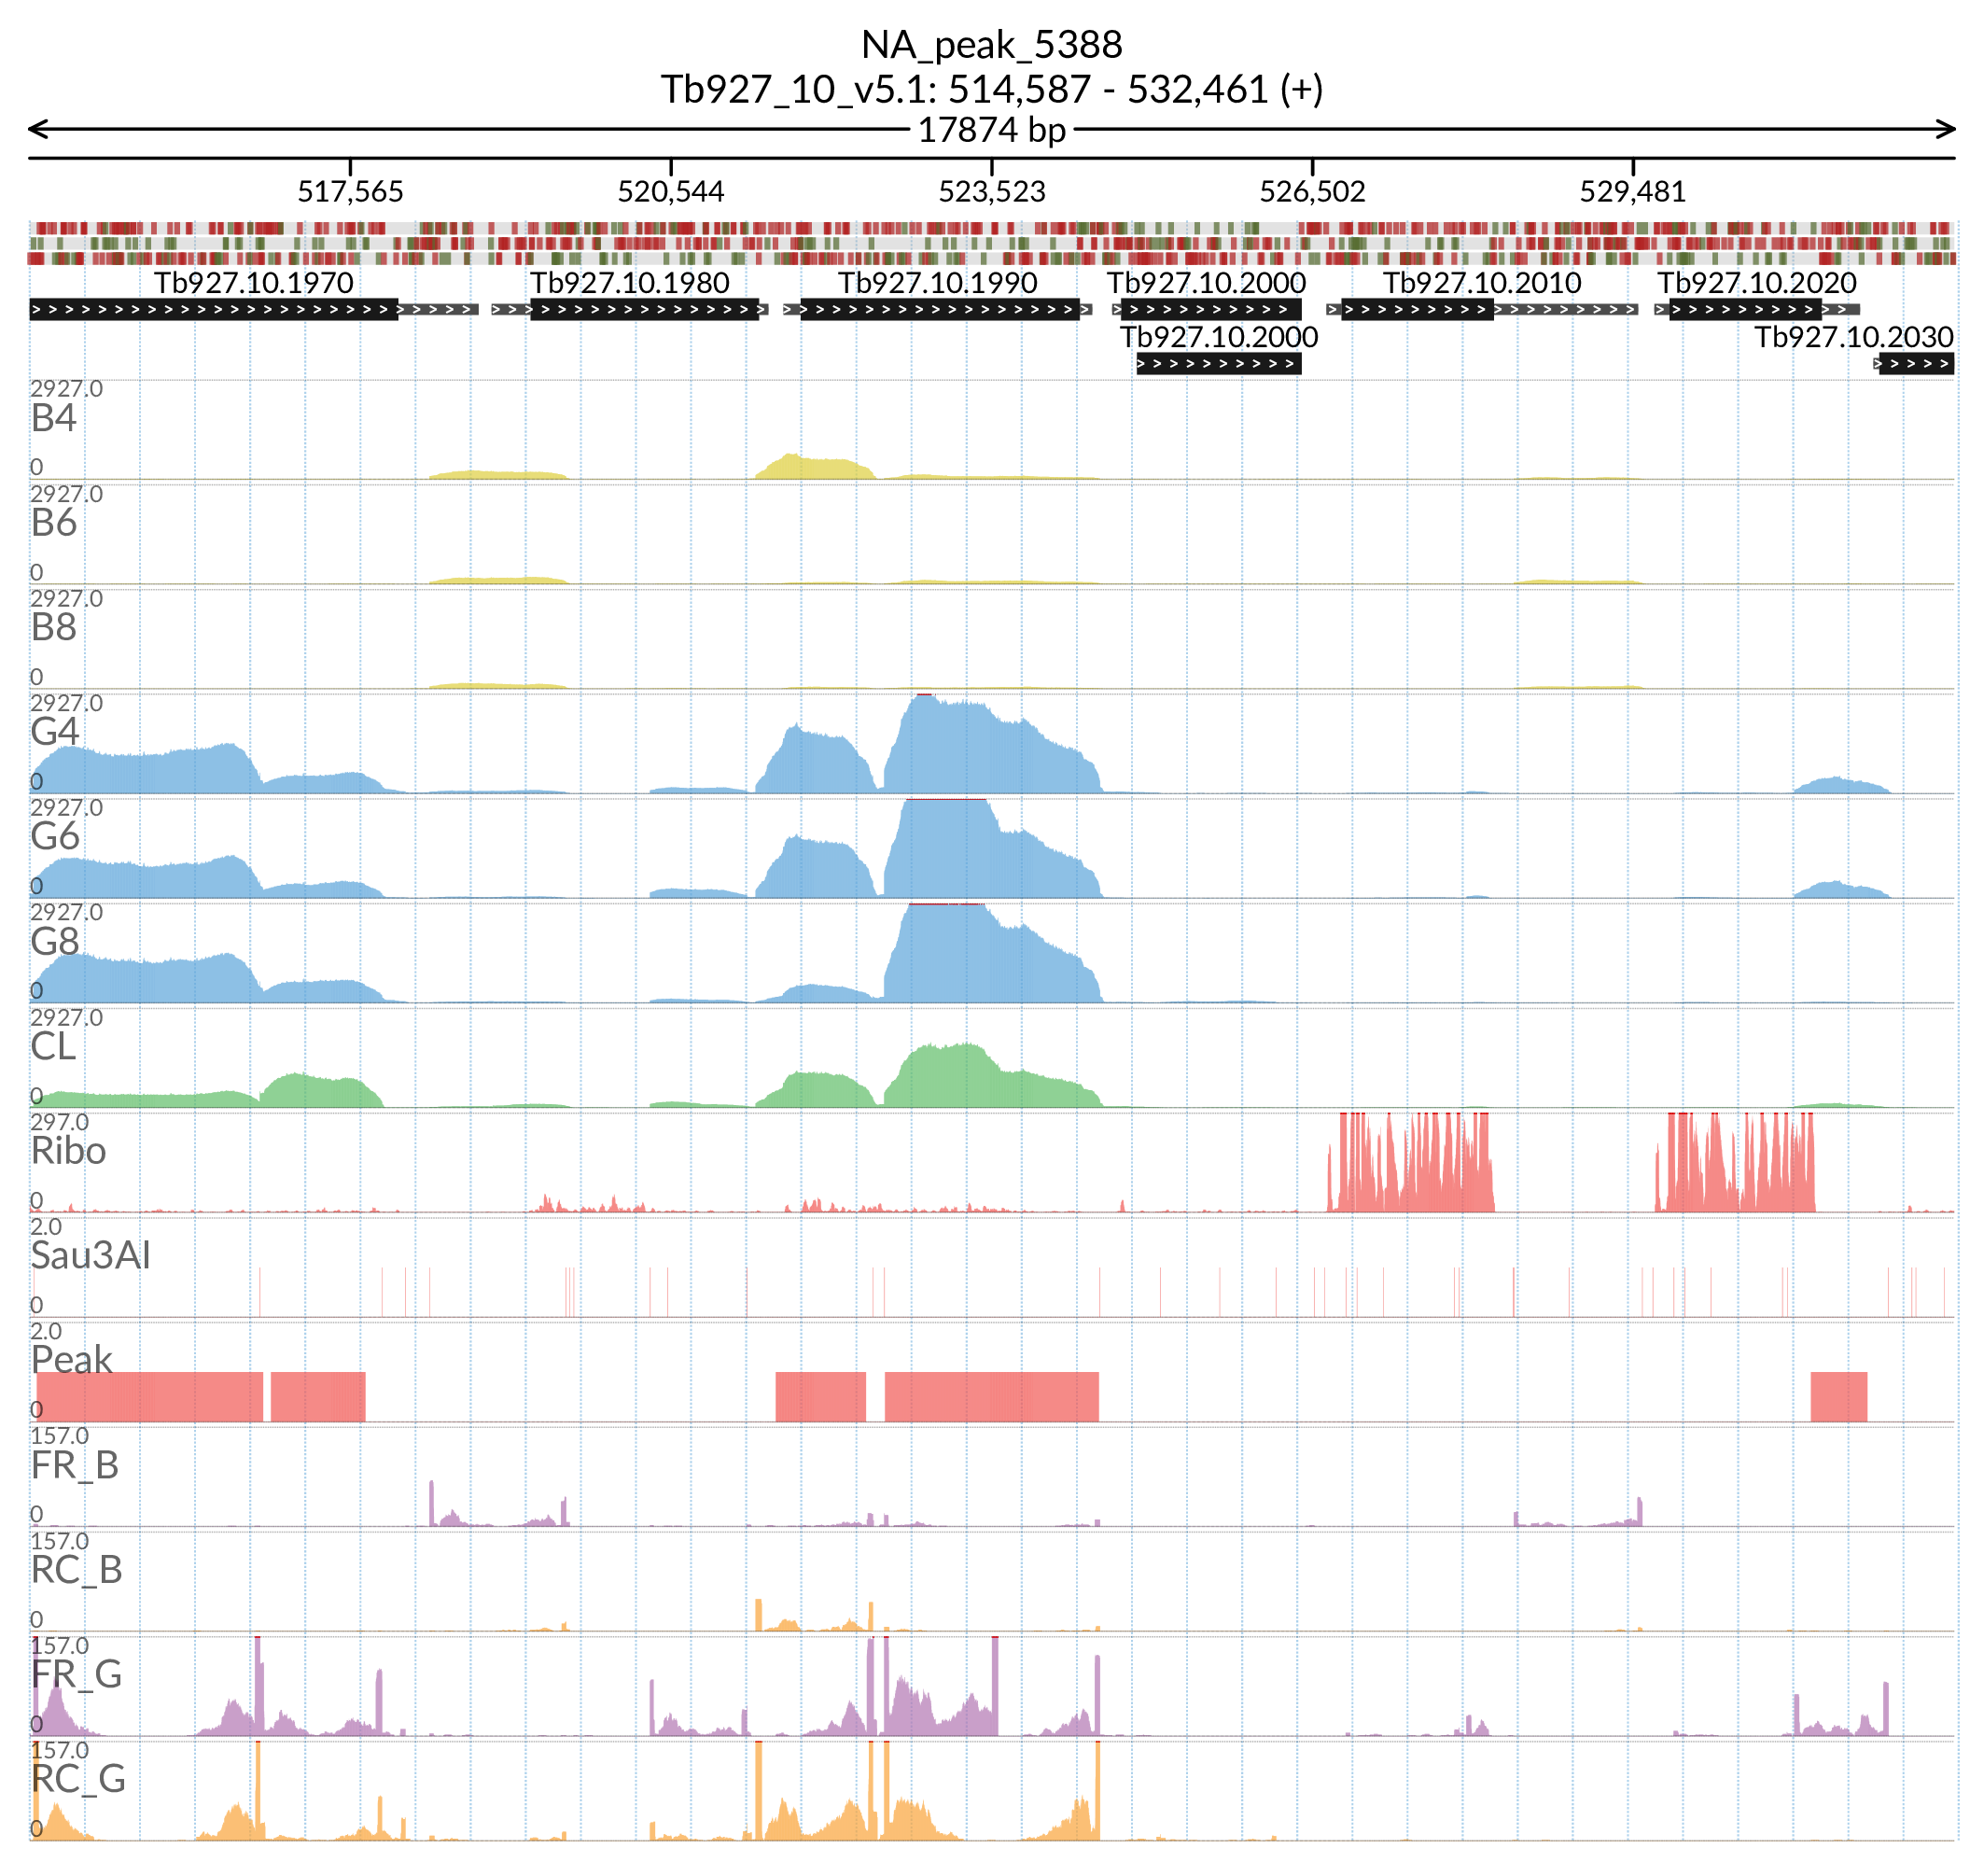 NA_peak_5388
Tb927_10_v5.1: 514,587 - 532,461 (+)
17874 bp
517,565 520,544 523,523 526,502 529,481
Tb927.10.1970 Tb927.10.1980 Tb927.10.1990 Tb927.10.2000 Tb927.10.2010 Tb927.10.2020
Tb927.10.2000 Tb927.10.2030
2927.0
B4
0
2927.0
B6
0
2927.0
B8
0
2927.0
G4
0
2927.0
G6
0
2927.0
G8
0
2927.0
CL
0
297.0
Ribo
0
2.0
Sau3AI
0
2.0
Peak
0
157.0
FR_B
0
157.0
RC_B
0
157.0
FR_G
0
157.0
RC_G
0